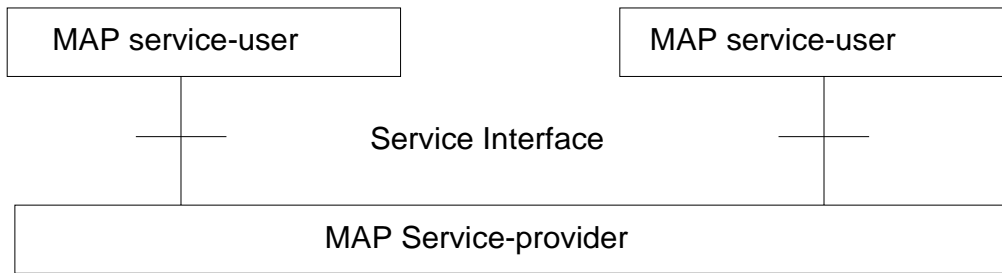 MAP service-user
MAP service-user
Service Interface
MAP Service-provider